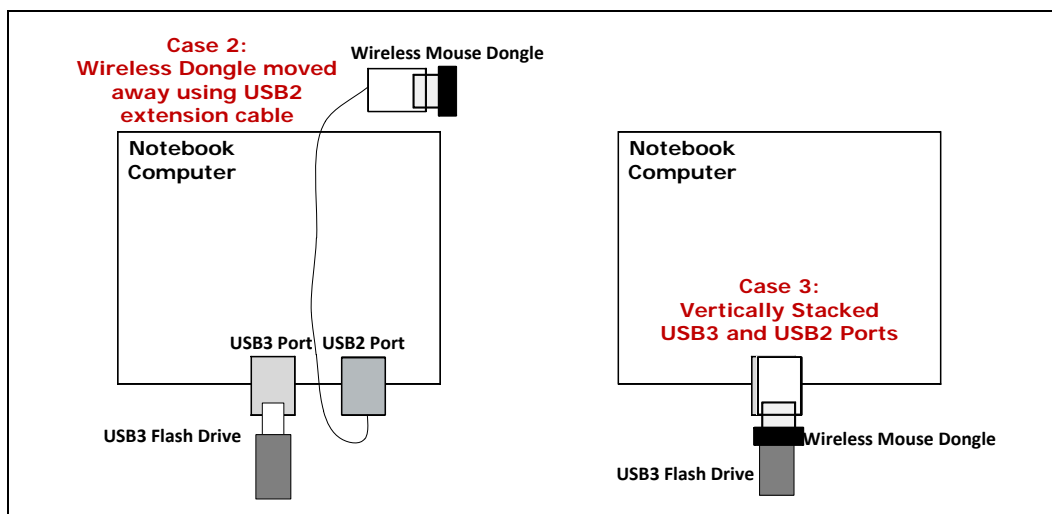 Case 2:
Wireless Dongle moved
away using USB2
extension cable
Wireless Mouse Dongle
Notebook
Computer
USB3 Port
USB2 Port
USB3 Flash Drive
Notebook
Computer
Case 3:
Vertically Stacked
USB3 and USB2 Ports
Wireless Mouse Dongle
USB3 Flash Drive